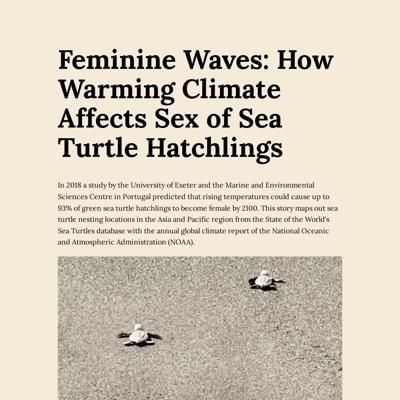 Feminine Waves: How
Warming Climate
Affects Sex of Sea
Turtle Hatchlings
In 2018 a study by the University of Exeter and the Marine and Environmental
Sciences Centre in Portugal predicted that rising temperatures could cause up to
93% of green sea turtle hatchlings to become female by 2100. This story maps out sea
turtle nesting locations in the Asia and Pacific region from the State of the World's
Sea Turtles database with the annual global climate report of the National Oceanic
and Atmospheric Administration (NOAA).